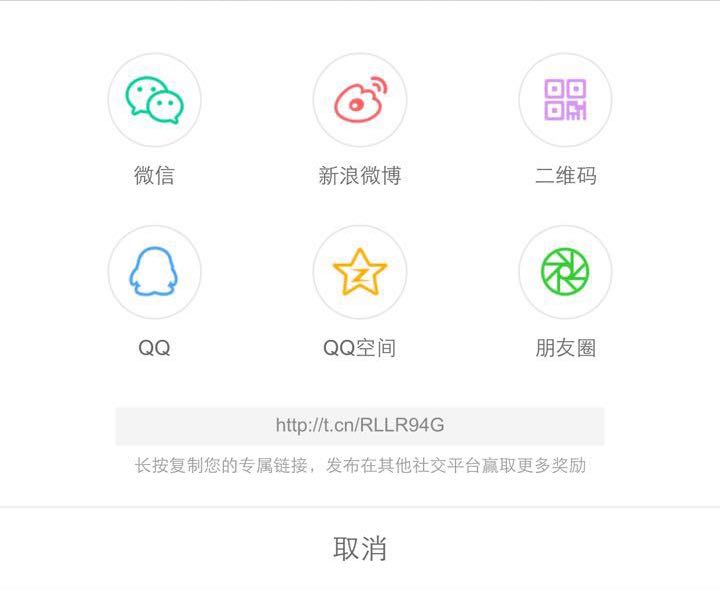 微信
新浪微博
二维码
QQ
QQ空间
朋友圈
http://t.cn/RLLR94G
长按复制您的专属链接，发布在其他社交平台赢取更多奖励
取消